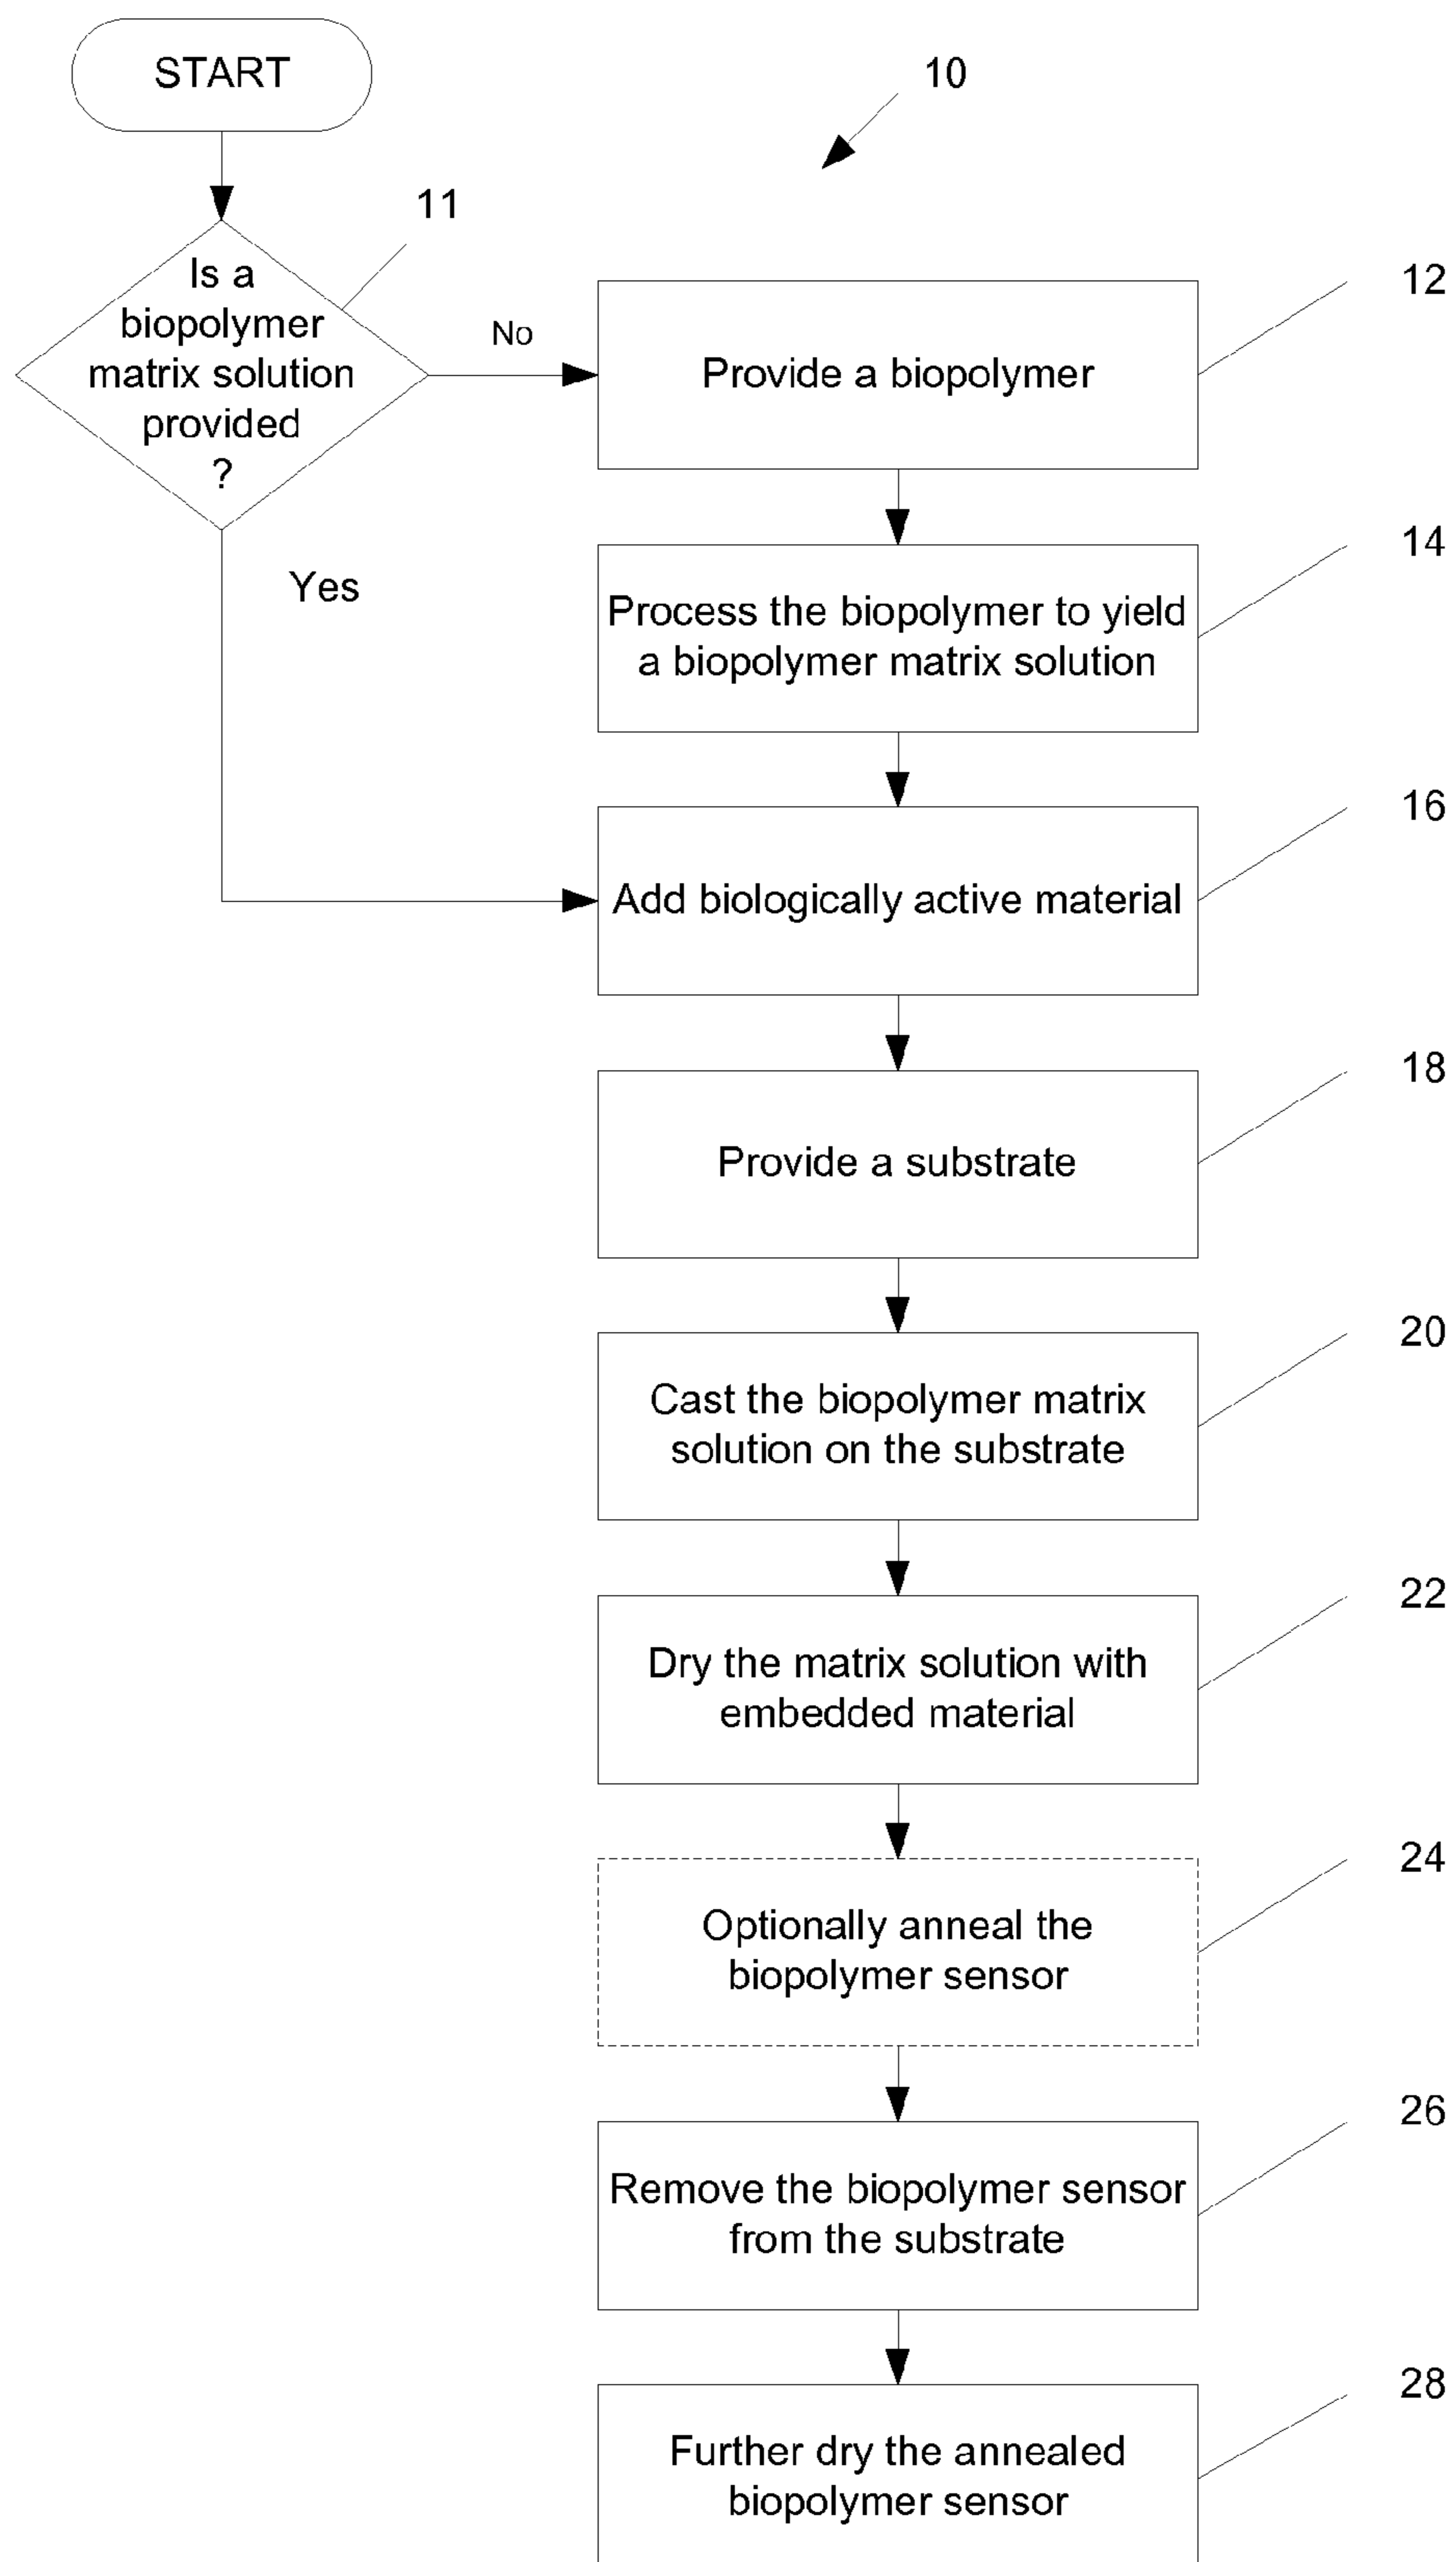 START
10
11
Is a
biopolymer
matrix solution
provided
?
No
Yes
12
Provide a biopolymer
14
Process the biopolymer to yield
a biopolymer matrix solution
16
Add biologically active material
18
Provide a substrate
20
Cast the biopolymer matrix
solution on the substrate
22
Dry the matrix solution with
embedded material
24
Optionally anneal the
biopolymer sensor
26
Remove the biopolymer sensor
from the substrate
28
Further dry the annealed
biopolymer sensor